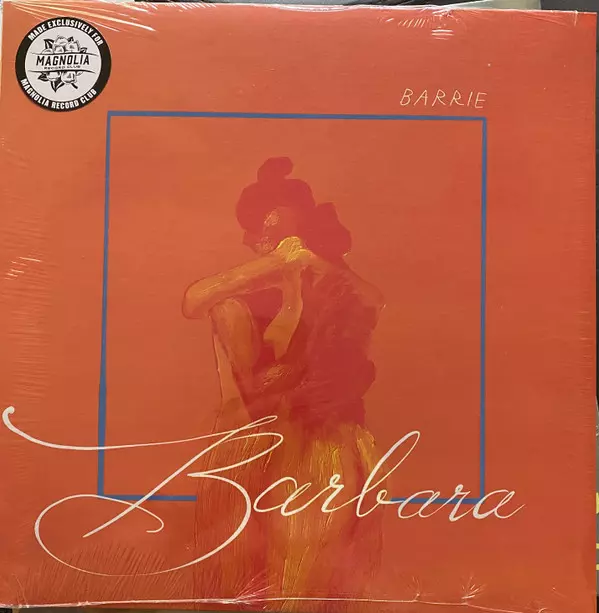 MADE EXCLUSIVELY FOR
MAGNOLIA
RECORD CLUB
MAGNOLIA RECORD CLUB
BARRIE
Barbara